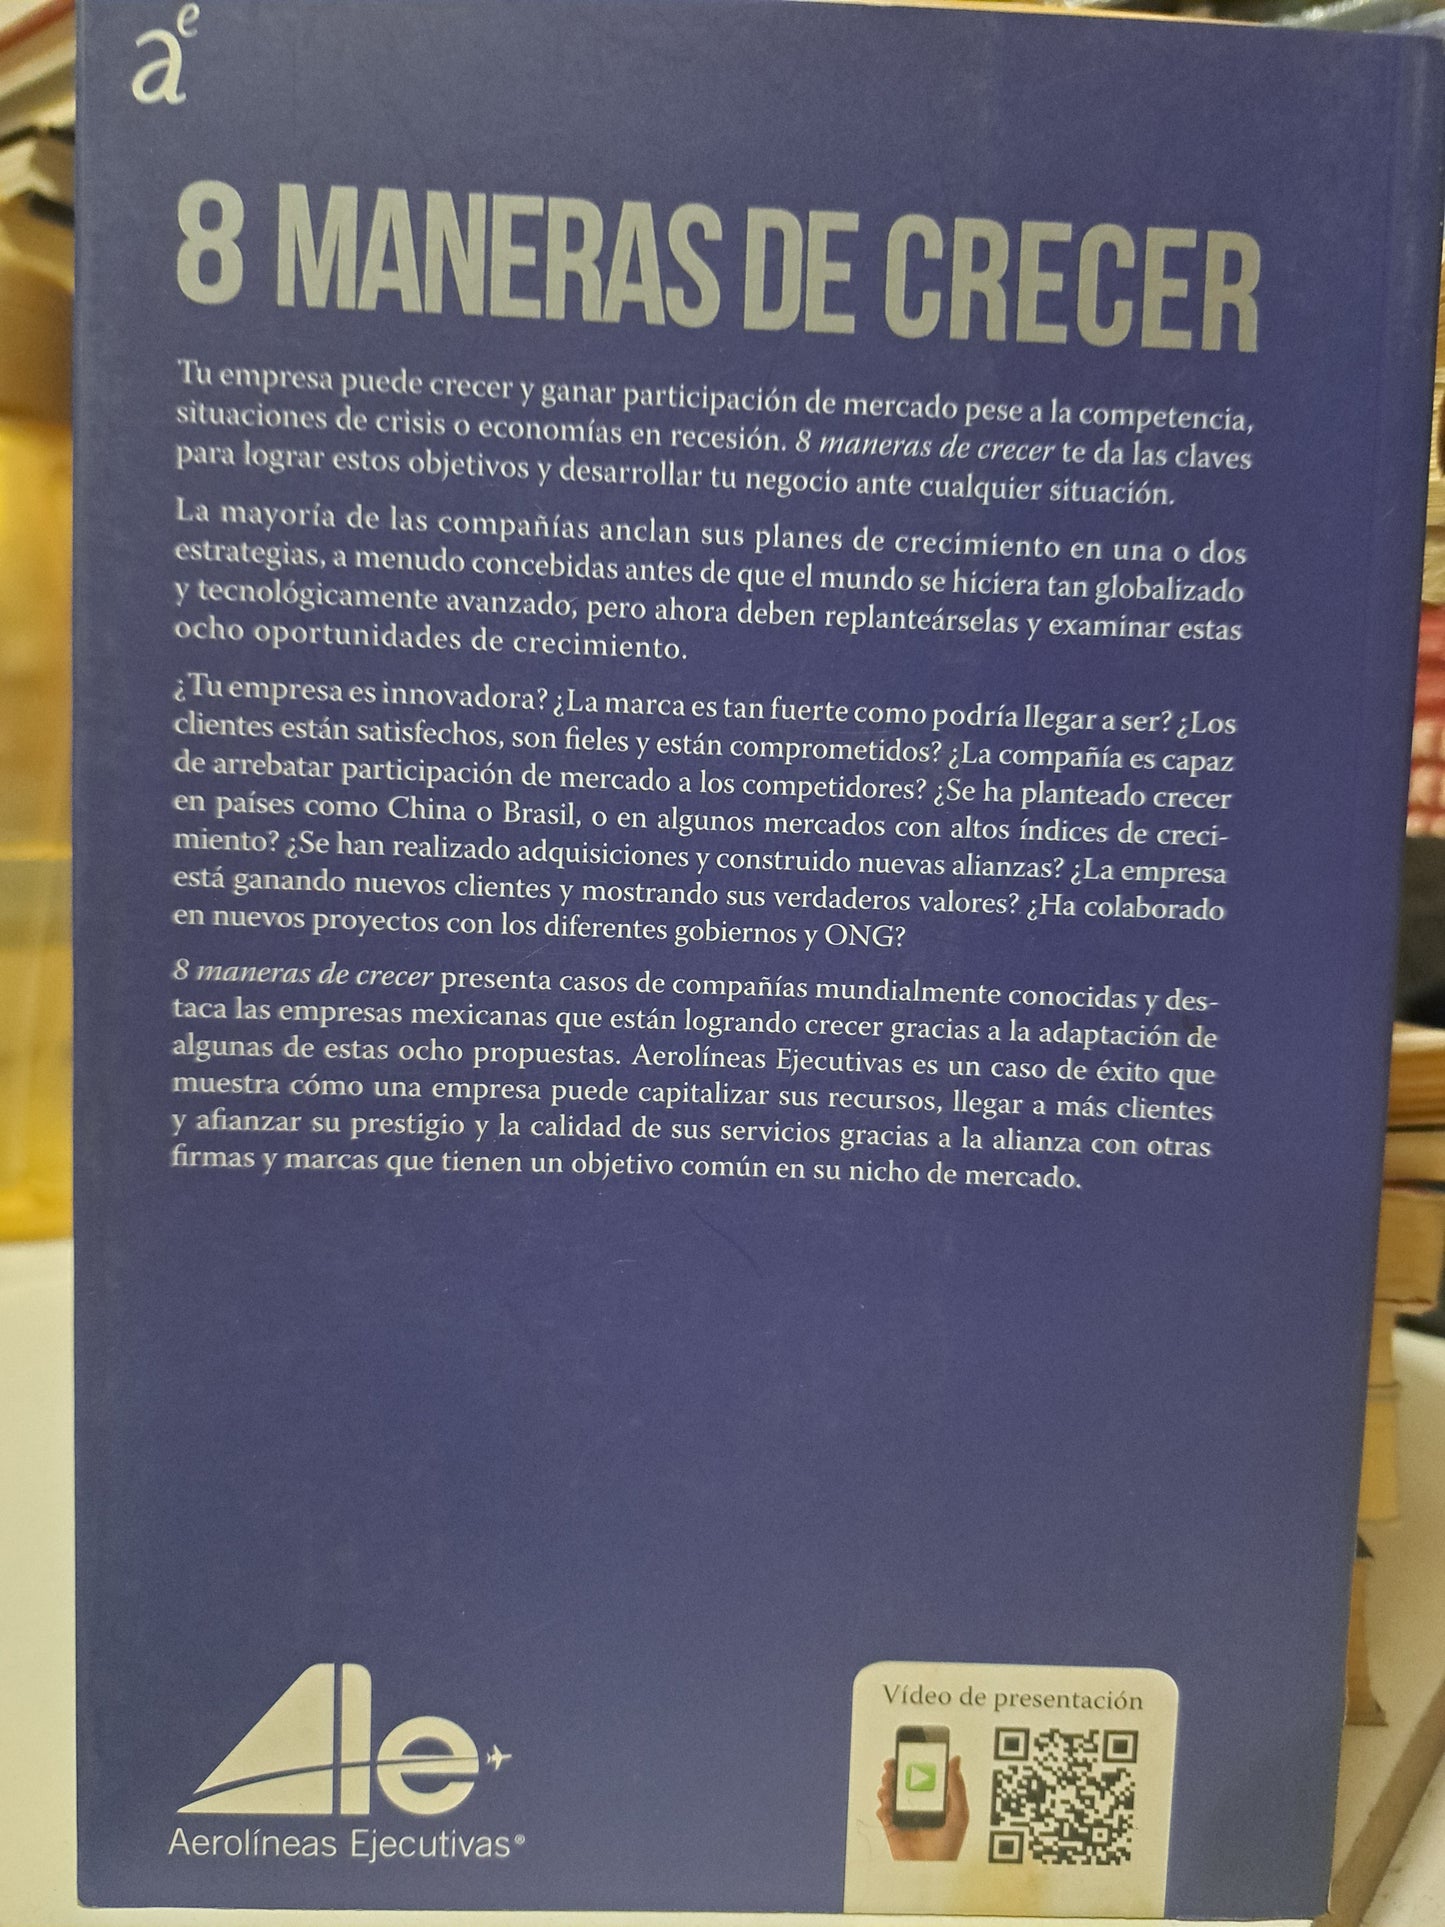 ae
8 MANERAS DE CRECER
Tu empresa puede crecer y ganar participación de mercado pese a la competencia,
situaciones de crisis o economías en recesión. 8 maneras de crecer te da las claves
para lograr estos objetivos y desarrollar tu negocio ante cualquier situación.
La mayoría de las compañías anclan sus planes de crecimiento en una o dos
estrategias, a menudo concebidas antes de que el mundo se hiciera tan globalizado
y tecnológicamente avanzado, pero ahora deben replanteárselas y examinar estas
ocho oportunidades de crecimiento.
¿Tu empresa es innovadora? ¿La marca es tan fuerte como podría llegar a ser? ¿Los
clientes están satisfechos, son fieles y están comprometidos? ¿La compañía es capaz
de arrebatar participación de mercado a los competidores? ¿Se ha planteado crecer
en países como China o Brasil, o en algunos mercados con altos índices de creci-
miento? ¿Se han realizado adquisiciones y construido nuevas alianzas? ¿La empresa
está ganando nuevos clientes y mostrando sus verdaderos valores? ¿Ha colaborado
en nuevos proyectos con los diferentes gobiernos y ONG?
8 maneras de crecer presenta casos de compañías mundialmente conocidas y des-
taca las empresas mexicanas que están logrando crecer gracias a la adaptación de
algunas de estas ocho propuestas. Aerolíneas Ejecutivas es un caso de éxito que
muestra cómo una empresa puede capitalizar sus recursos, llegar a más clientes
y afianzar su prestigio y la calidad de sus servicios gracias a la alianza con otras
firmas y marcas que tienen un objetivo común en su nicho de mercado.
Ale
Aerolíneas Ejecutivas®
Vídeo de presentación